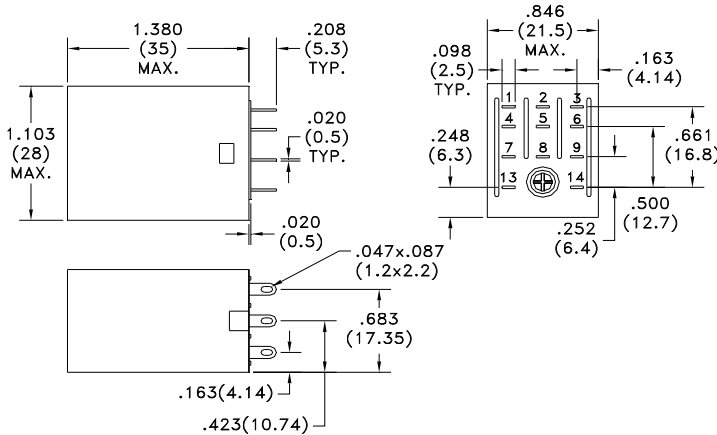 1.380
(35)
MAX.
.208
(5.3)
TYP.
1.103
(28)
MAX.
.020
(0.5)
TYP.
.020
(0.5)
.846
(21.5)
MAX.
.098
(2.5)
TYP.
.163
(4.14)
1 2 3
4 5 6
7 8 9
13 14
.248
(6.3)
.661
(16.8)
.500
(12.7)
.252
(6.4)
.047x.087
(1.2x2.2)
.683
(17.35)
.163(4.14)
.423(10.74)